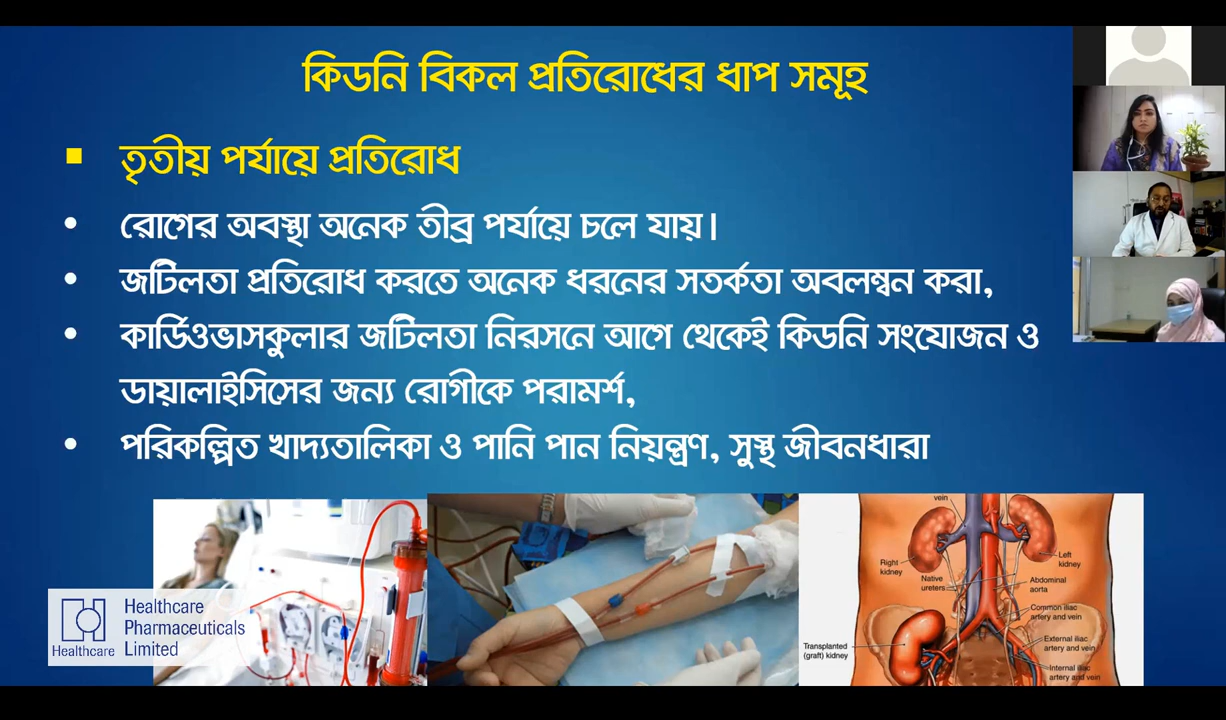 কিডনি বিকল প্রতিরোধের ধাপ সমূহ
তৃতীয় পর্যায়ে প্রতিরোধ
রোগের অবস্থা অনেক তীব্র পর্যায়ে চলে যায়।
জটিলতা প্রতিরোধ করতে অনেক ধরনের সতর্কতা অবলম্বন করা,
কার্ডিওভাসকুলার জটিলতা নিরসনে আগে থেকেই কিডনি সংযোজন ও
ডায়ালাইসিসের জন্য রোগীকে পরামর্শ,
পরিকল্পিত খাদ্যতালিকা ও পানি পান নিয়ন্ত্রণ, সুস্থ জীবনধারা
vein
Right
kidney
Left
kidney
Native
ureters
Abdominal
aorta
Common iliac
artery and vein
External iliac
artery and vein
Transplanted
(graft) kidney
Internal iliac
artery and vein
Healthcare
Healthcare
Pharmaceuticals
Limited